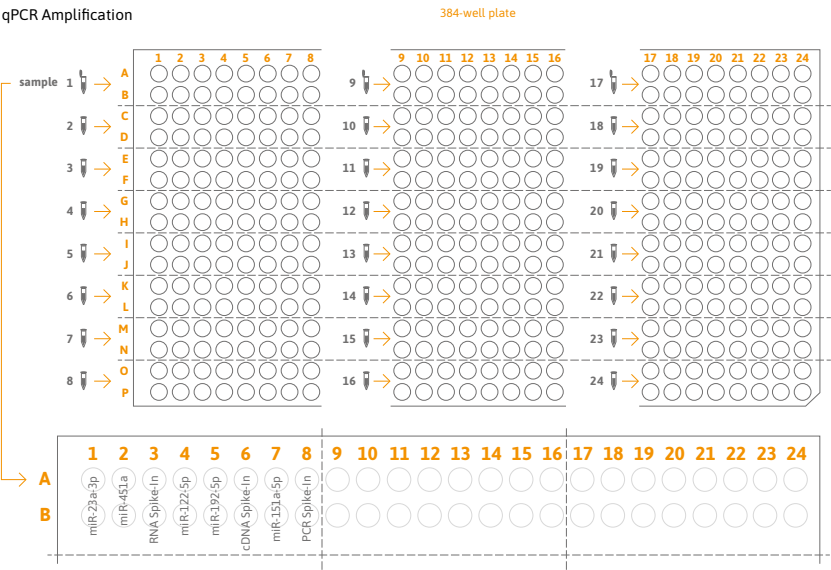 qPCR Amplification
384-well plate
1 2 3 4 5 6 7 8 9 10 11 12 13 14 15 16 17 18 19 20 21 22 23 24
sample 1 A 9 17
B
2 C 10 18
D
3 E 11 19
F
4 G 12 20
H
5 I 13 21
J
6 K 14 22
L
7 M 15 23
N
8 O 16 24
P
1 2 3 4 5 6 7 8 9 10 11 12 13 14 15 16 17 18 19 20 21 22 23 24
A
B
miR-23a-3p
miR-451a
RNA Spike-In
miR-122-5p
miR-192-5p
cDNA Spike-In
miR-151a-5p
PCR Spike-In